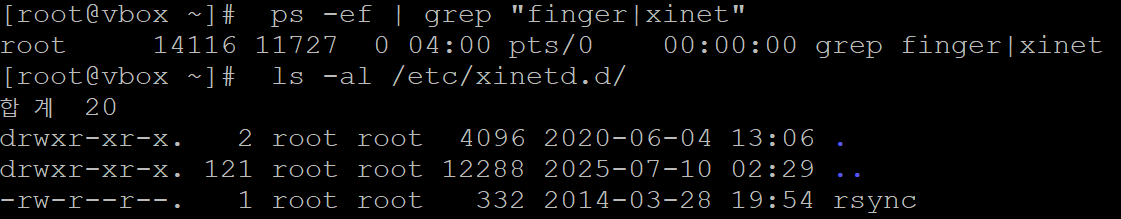 [root@vbox ~]#  ps -ef | grep "finger|xinet"
root     14116 11727  0 04:00 pts/0    00:00:00 grep finger|xinet
[root@vbox ~]#  ls -al /etc/xinetd.d/
합계 20
drwxr-xr-x.   2 root root  4096 2020-06-04 13:06 .
drwxr-xr-x. 121 root root 12288 2025-07-10 02:29 ..
-rw-r--r--.   1 root root   332 2014-03-28 19:54 rsync